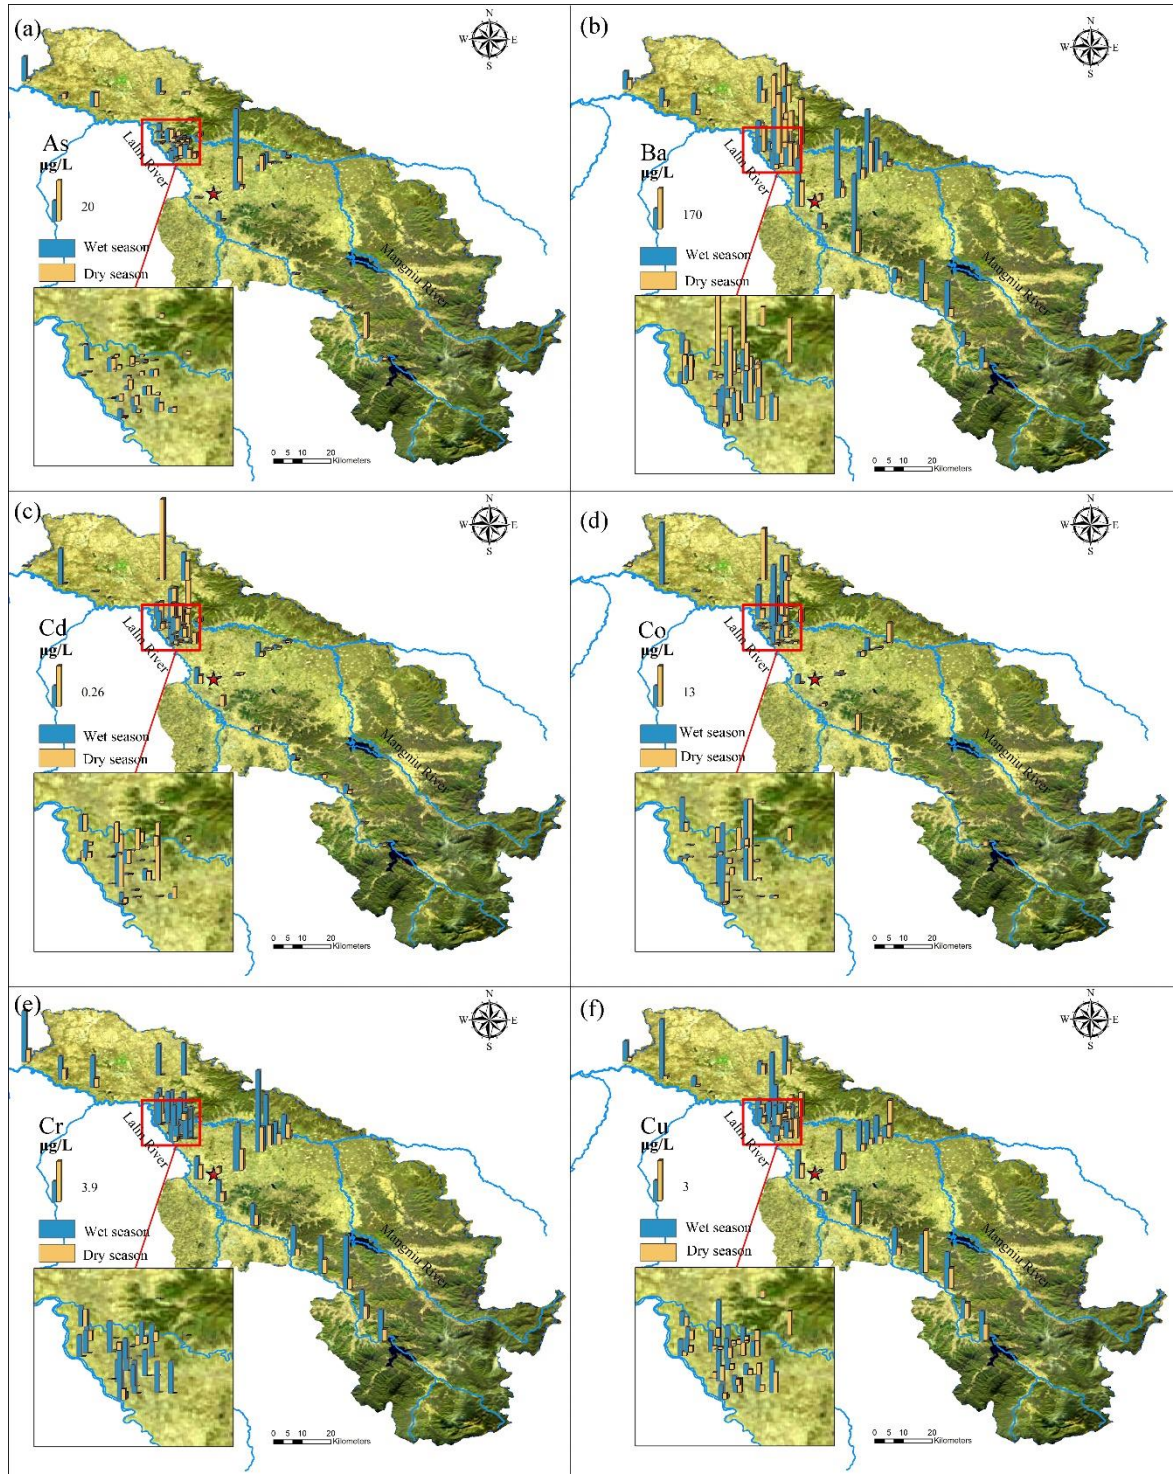 (a)
N
W E
S
As
µg/L
20
Wet season
Dry season
Lalin River
Mangniu River
0 5 10 20
Kilometers
(b)
N
W E
S
Ba
µg/L
170
Wet season
Dry season
Lalin River
Mangniu River
0 5 10 20
Kilometers
(c)
N
W E
S
Cd
µg/L
0.26
Wet season
Dry season
Lalin River
Mangniu River
0 5 10 20
Kilometers
(d)
N
W E
S
Co
µg/L
13
Wet season
Dry season
Lalin River
Mangniu River
0 5 10 20
Kilometers
(e)
N
W E
S
Cr
µg/L
3.9
Wet season
Dry season
Lalin River
Mangniu River
0 5 10 20
Kilometers
(f)
N
W E
S
Cu
µg/L
3
Wet season
Dry season
Lalin River
Mangniu River
0 5 10 20
Kilometers